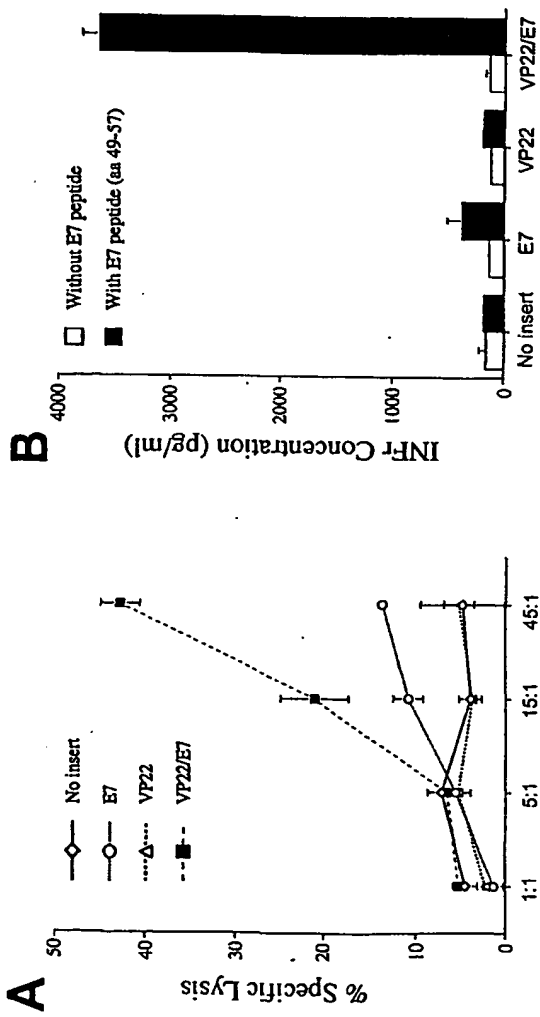 A
50
40
30
20
10
0
% Specific Lysis
No insert
E7
VP22
VP22/E7
1:1
5:1
15:1
45:1
B
4000
3000
2000
1000
0
INFr Concentration (pg/ml)
Without E7 peptide
With E7 peptide (aa 49-57)
No insert
E7
VP22
VP22/E7